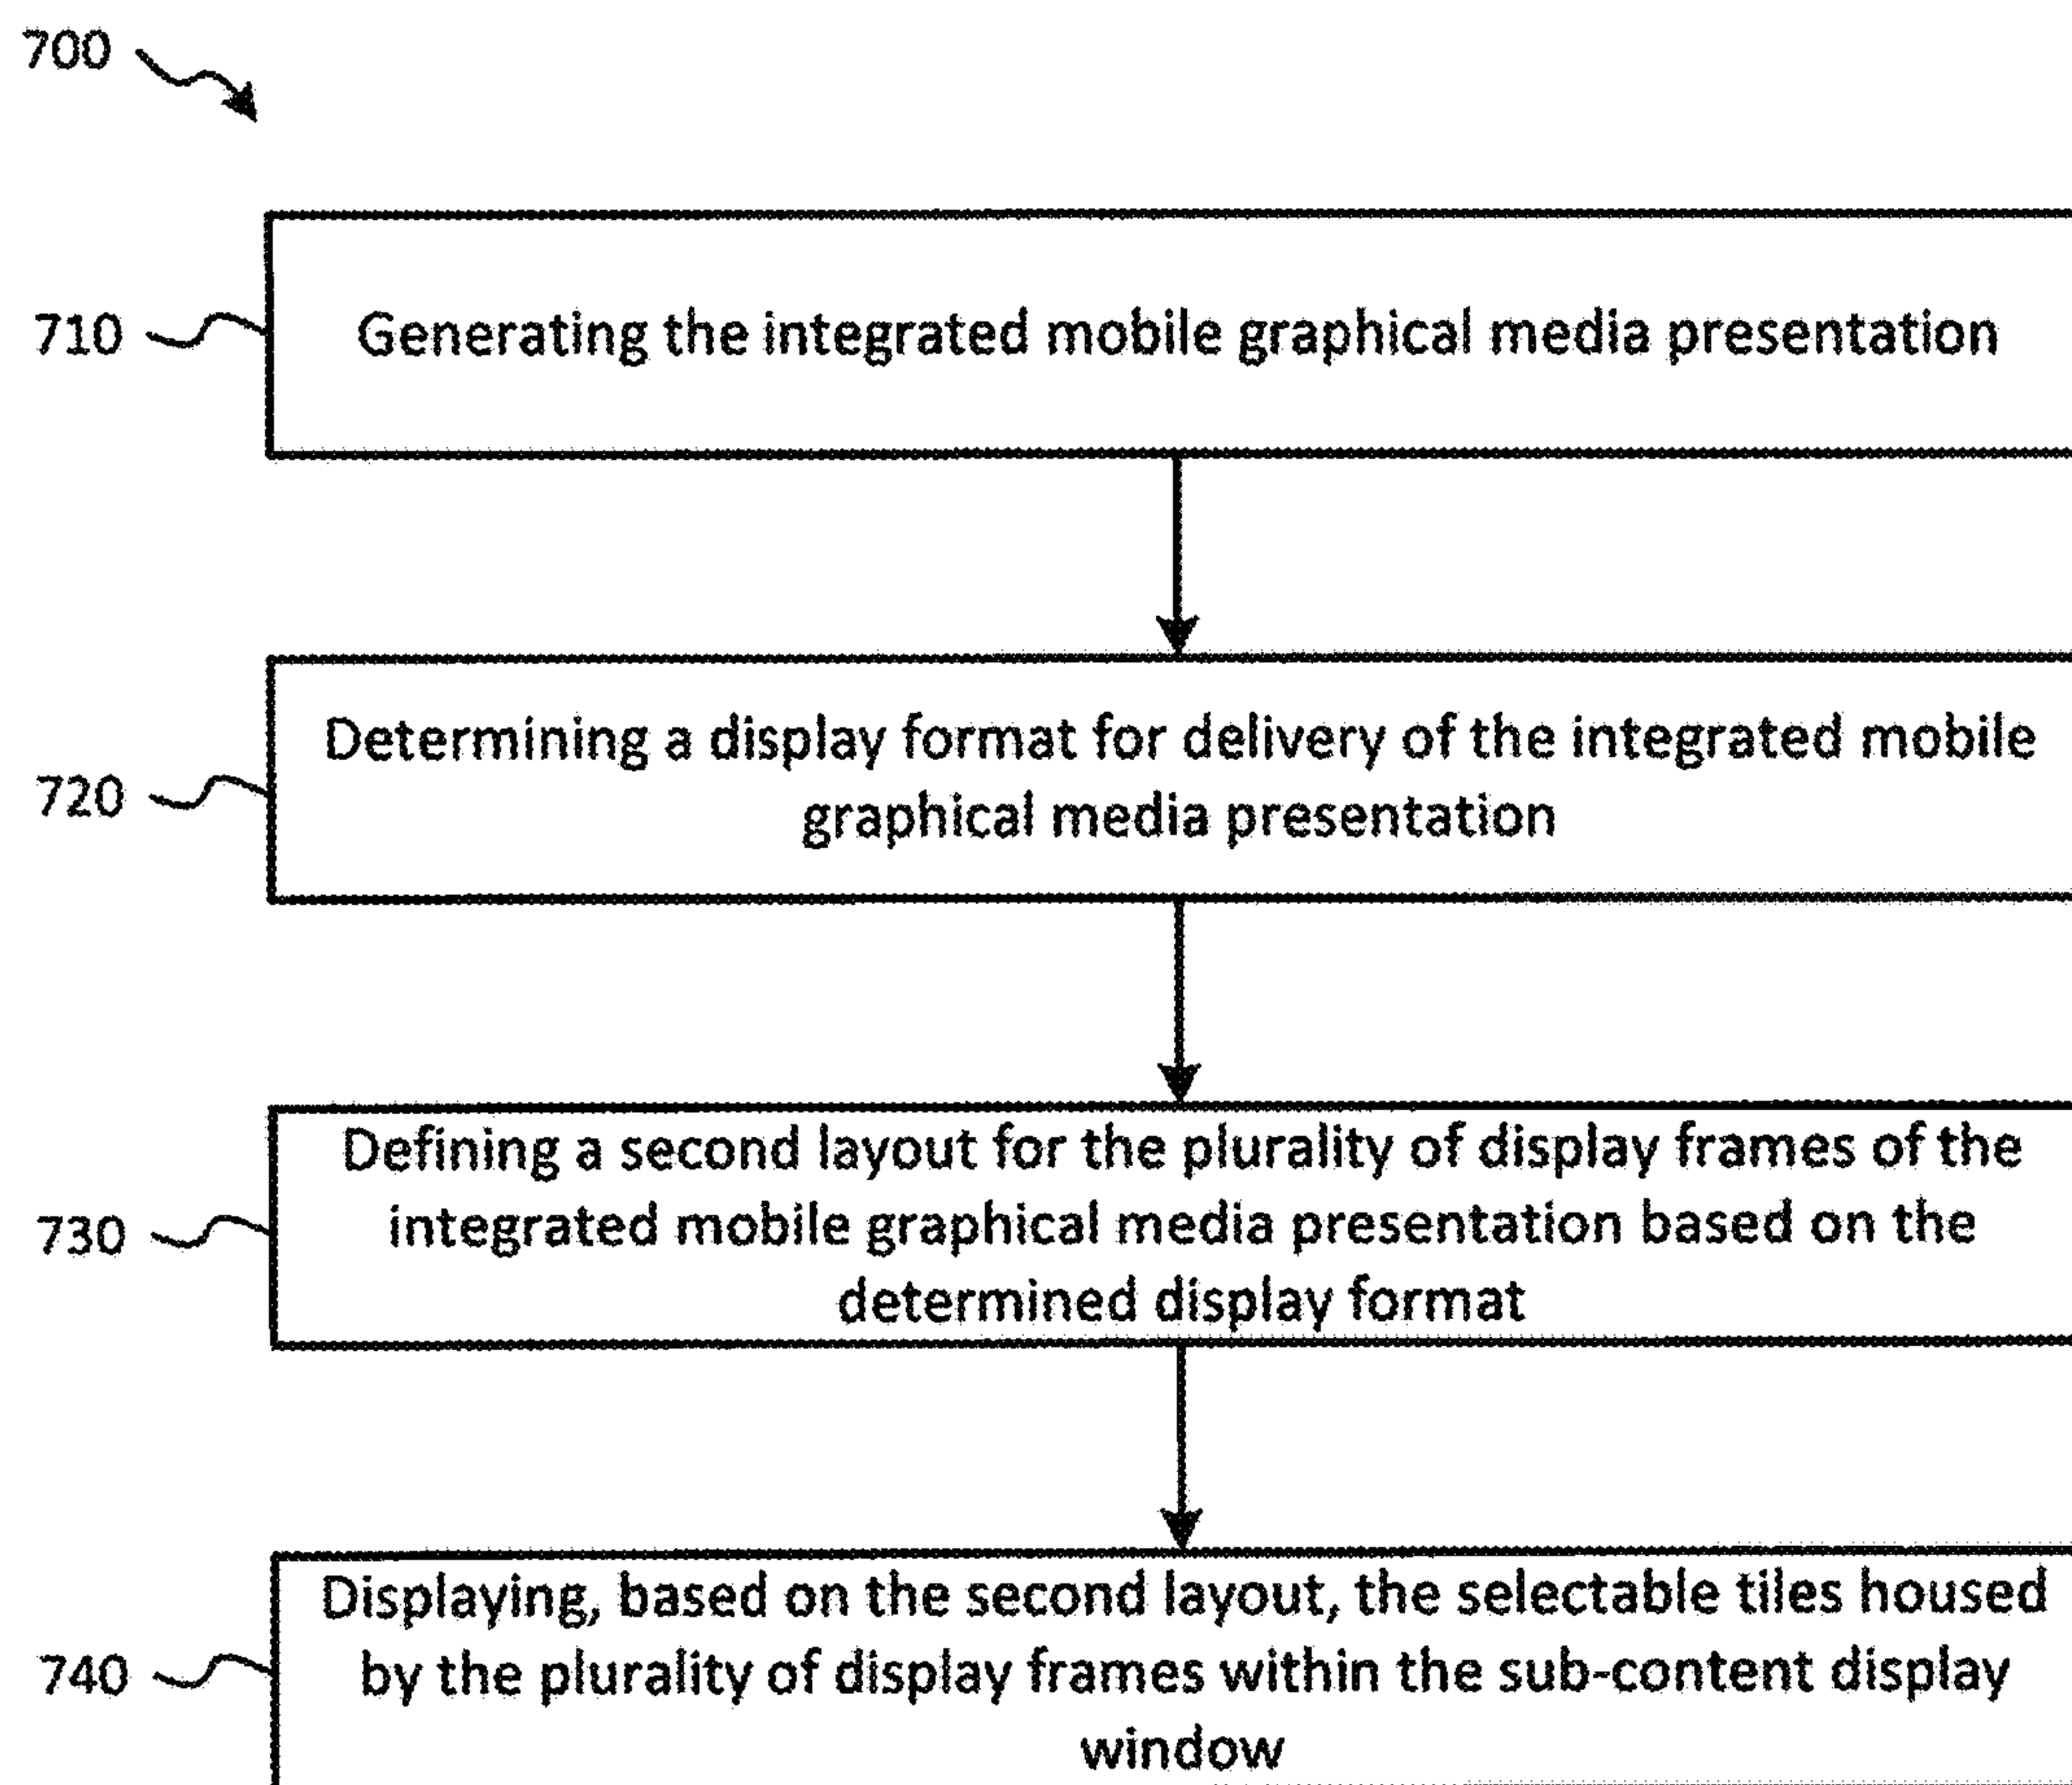 700
710
Generating the integrated mobile graphical media presentation
720
Determining a display format for delivery of the integrated mobile
graphical media presentation
730
Defining a second layout for the plurality of display frames of the
integrated mobile graphical media presentation based on the
determined display format
740
Displaying, based on the second layout, the selectable tiles housed
by the plurality of display frames within the sub-content display
window